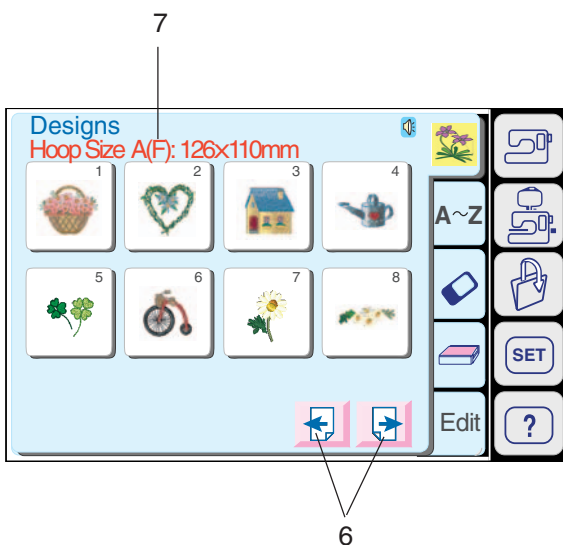 7
Designs
Hoop Size A(F): 126x110mm
1 2 3 4
A~Z
5 6 7 8
SET
Edit ?
6